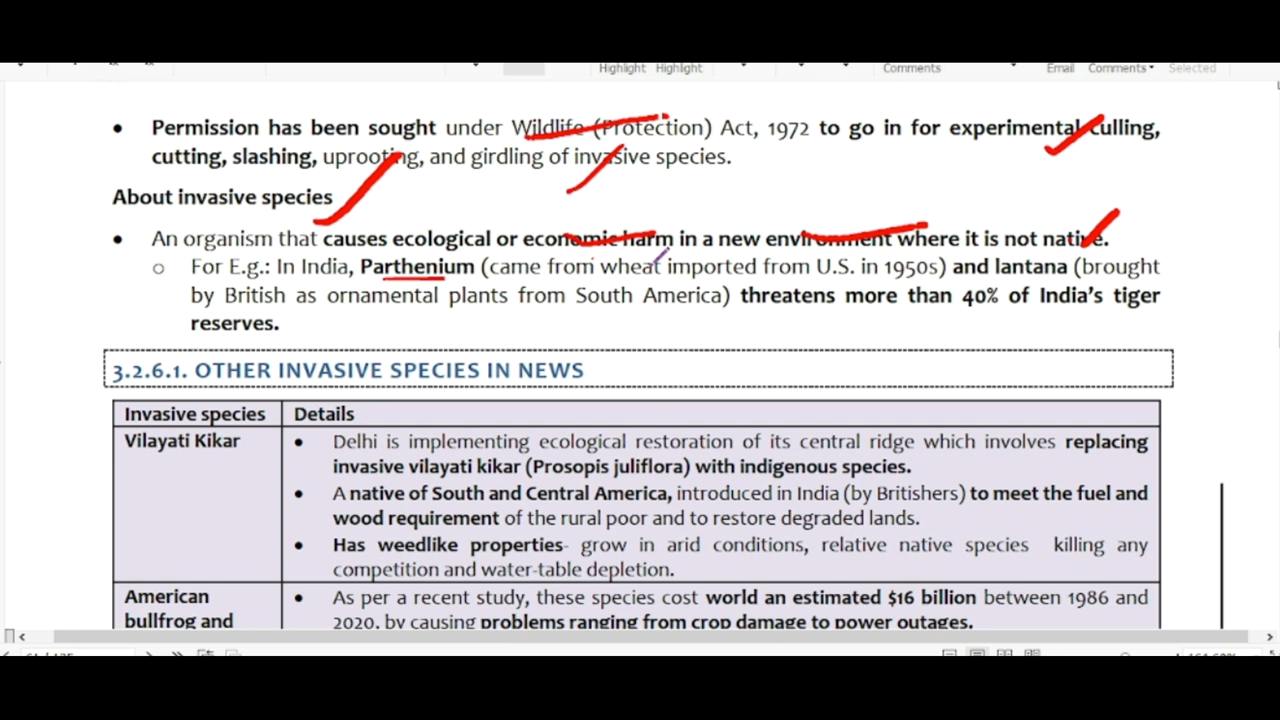 Highlight Highlight Comments Email Comments Selected
• Permission has been sought under Wildlife (Protection) Act, 1972 to go in for experimental culling,
cutting, slashing, uprooting, and girdling of invasive species.
About invasive species
• An organism that causes ecological or economic harm in a new environment where it is not native.
o For E.g.: In India, Parthenium (came from wheat imported from U.S. in 1950s) and lantana (brought
by British as ornamental plants from South America) threatens more than 40% of India's tiger
reserves.
3.2.6.1. OTHER INVASIVE SPECIES IN NEWS
Invasive species Details
Vilayati Kikar • Delhi is implementing ecological restoration of its central ridge which involves replacing
invasive vilayati kikar (Prosopis juliflora) with indigenous species.
• A native of South and Central America, introduced in India (by Britishers) to meet the fuel and
wood requirement of the rural poor and to restore degraded lands.
• Has weedlike properties- grow in arid conditions, relative native species killing any
competition and water-table depletion.
American • As per a recent study, these species cost world an estimated $16 billion between 1986 and
bullfrog and 2020, by causing problems ranging from crop damage to power outages.